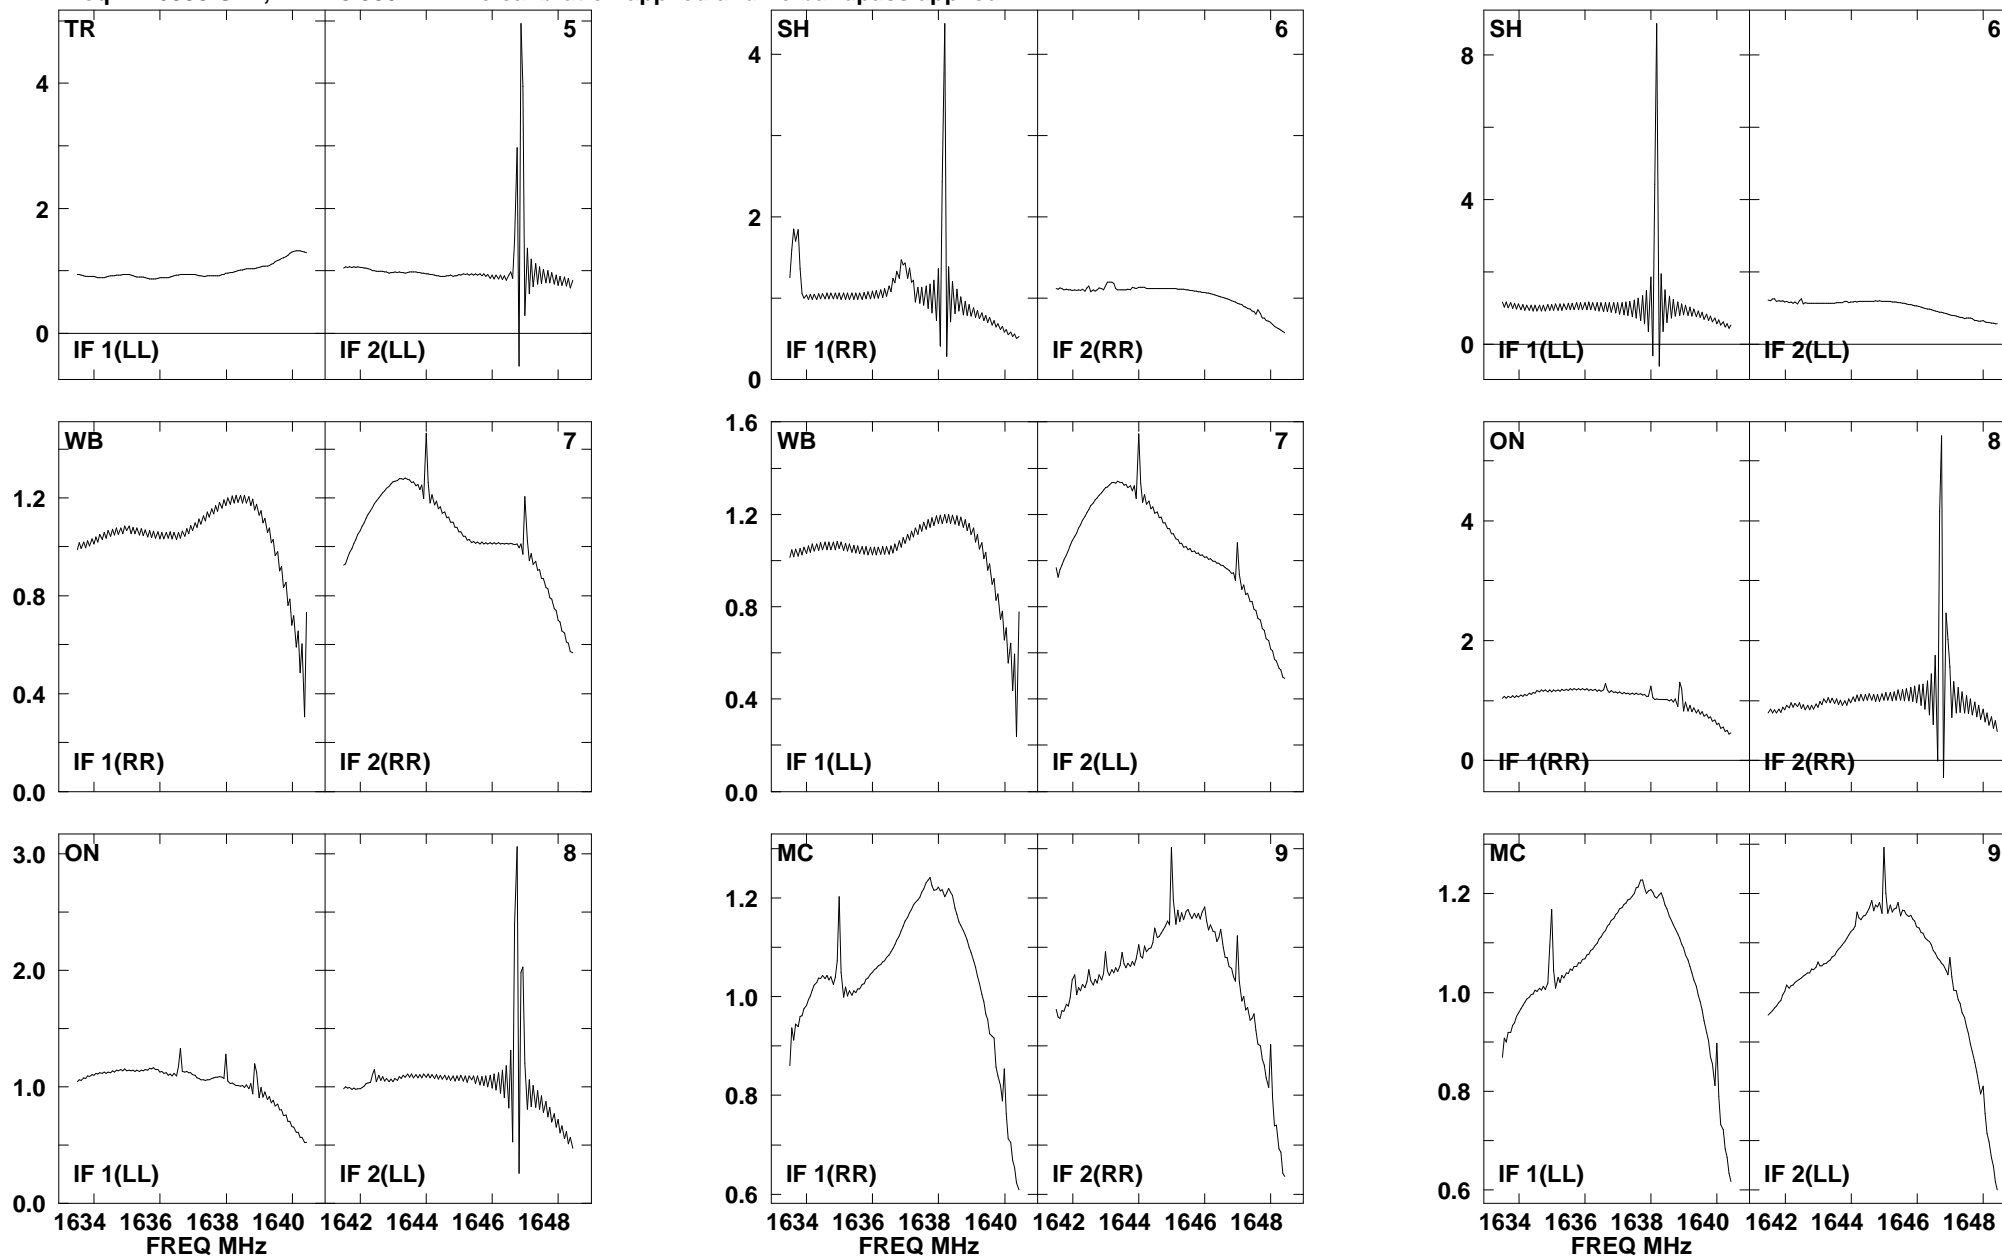 TR 5
4
2
0
IF 1(LL) IF 2(LL)
SH 6
4
2
0
IF 1(RR) IF 2(RR)
SH 6
8
4
0
IF 1(LL) IF 2(LL)
WB 7
1.2
0.8
0.4
0.0
IF 1(RR) IF 2(RR)
WB 7
1.6
1.2
0.8
0.4
0.0
IF 1(LL) IF 2(LL)
ON 8
4
2
0
IF 1(RR) IF 2(RR)
ON 8
3.0
2.0
1.0
0.0
IF 1(LL) IF 2(LL)
1634 1636 1638 1640 1642 1644 1646 1648
FREQ MHz
MC 9
1.2
1.0
0.8
0.6
IF 1(RR) IF 2(RR)
1634 1636 1638 1640 1642 1644 1646 1648
FREQ MHz
MC 9
1.2
1.0
0.8
0.6
IF 1(LL) IF 2(LL)
1634 1636 1638 1640 1642 1644 1646 1648
FREQ MHz